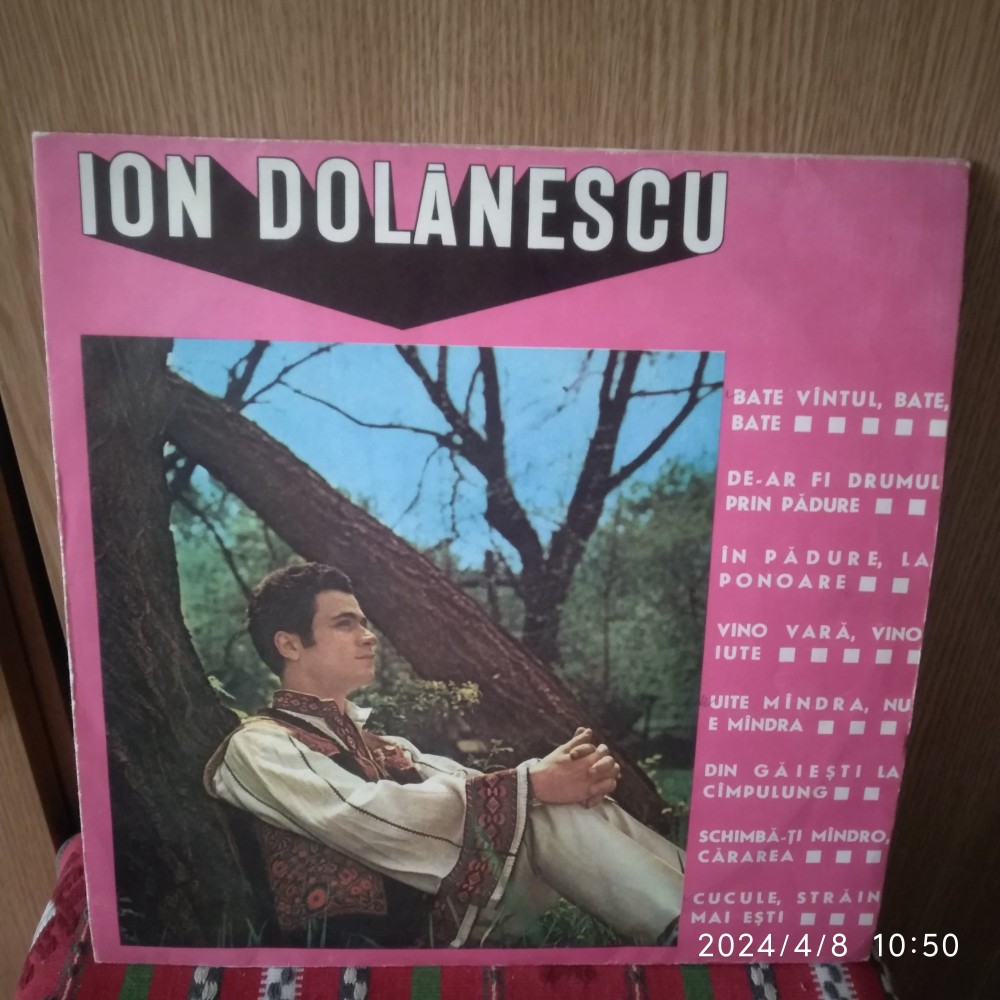 ION DOLĂNESCU
BATE VÎNTUL, BATE,
BATE
DE-AR FI DRUMUL
PRIN PĂDURE
ÎN PĂDURE, LA
PONOARE
VINO VARĂ, VINO
IUTE
UITE MÎNDRA, NU
E MÎNDRA
DIN GĂIEȘTI LA
CÎMPULUNG
SCHIMBĂ-ȚI MÎNDRO,
CĂRAREA
CUCULE, STRĂIN
MAI EȘTI
2024/4/8 10:50